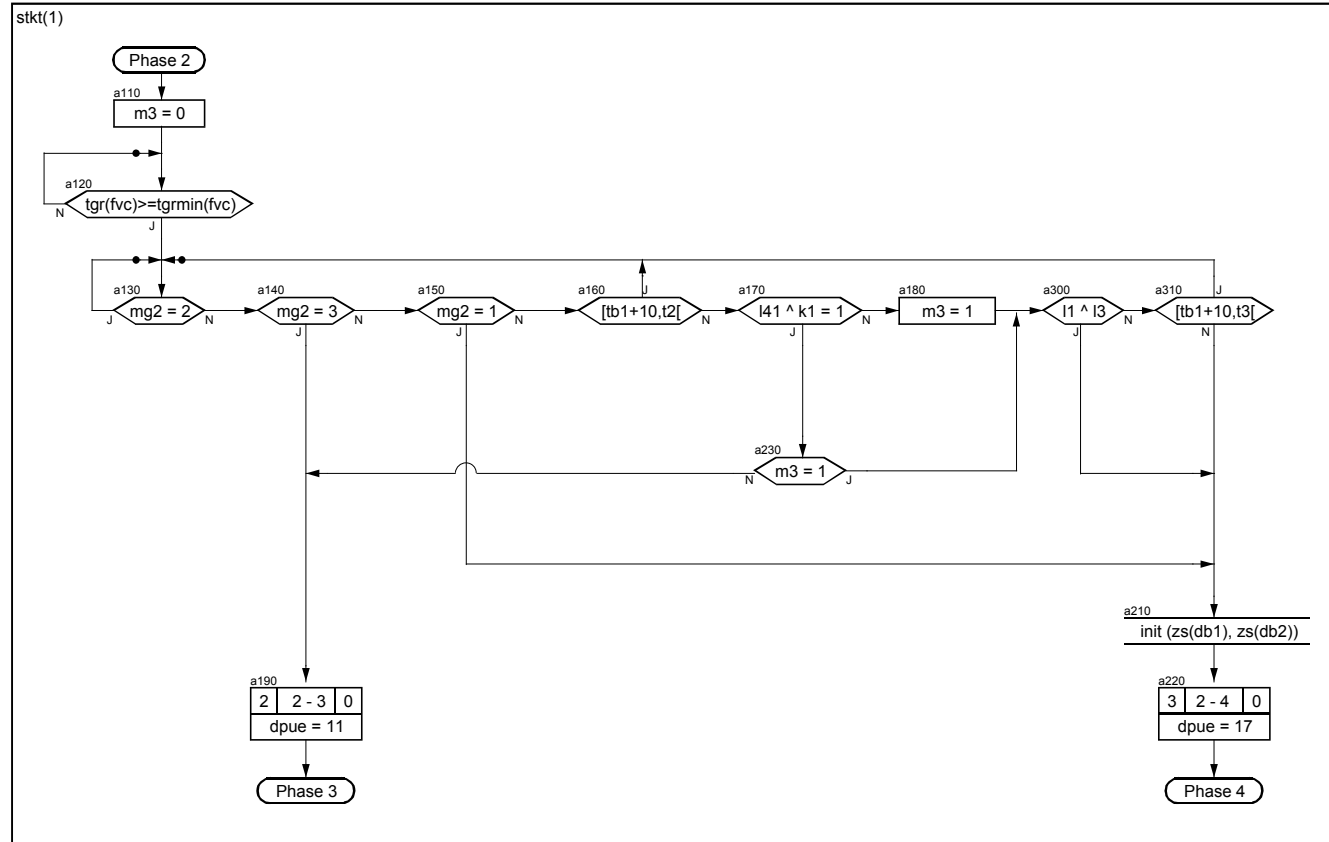 stkt(1)
Phase 2
a110
m3 = 0
a120
tgr(fvc)>=tgrmin(fvc)
N
J
a130
mg2 = 2
J
N
a140
mg2 = 3
N
J
a150
mg2 = 1
N
J
a160
J
[tb1+10,t2[
N
a170
l41 ^ k1 = 1
N
J
a180
m3 = 1
a300
l1 ^ l3
N
J
a310
J
[tb1+10,t3[
N
a230
m3 = 1
N
J
a210
init (zs(db1), zs(db2))
a190
2 2 - 3 0
dpue = 11
Phase 3
a220
3 2 - 4 0
dpue = 17
Phase 4